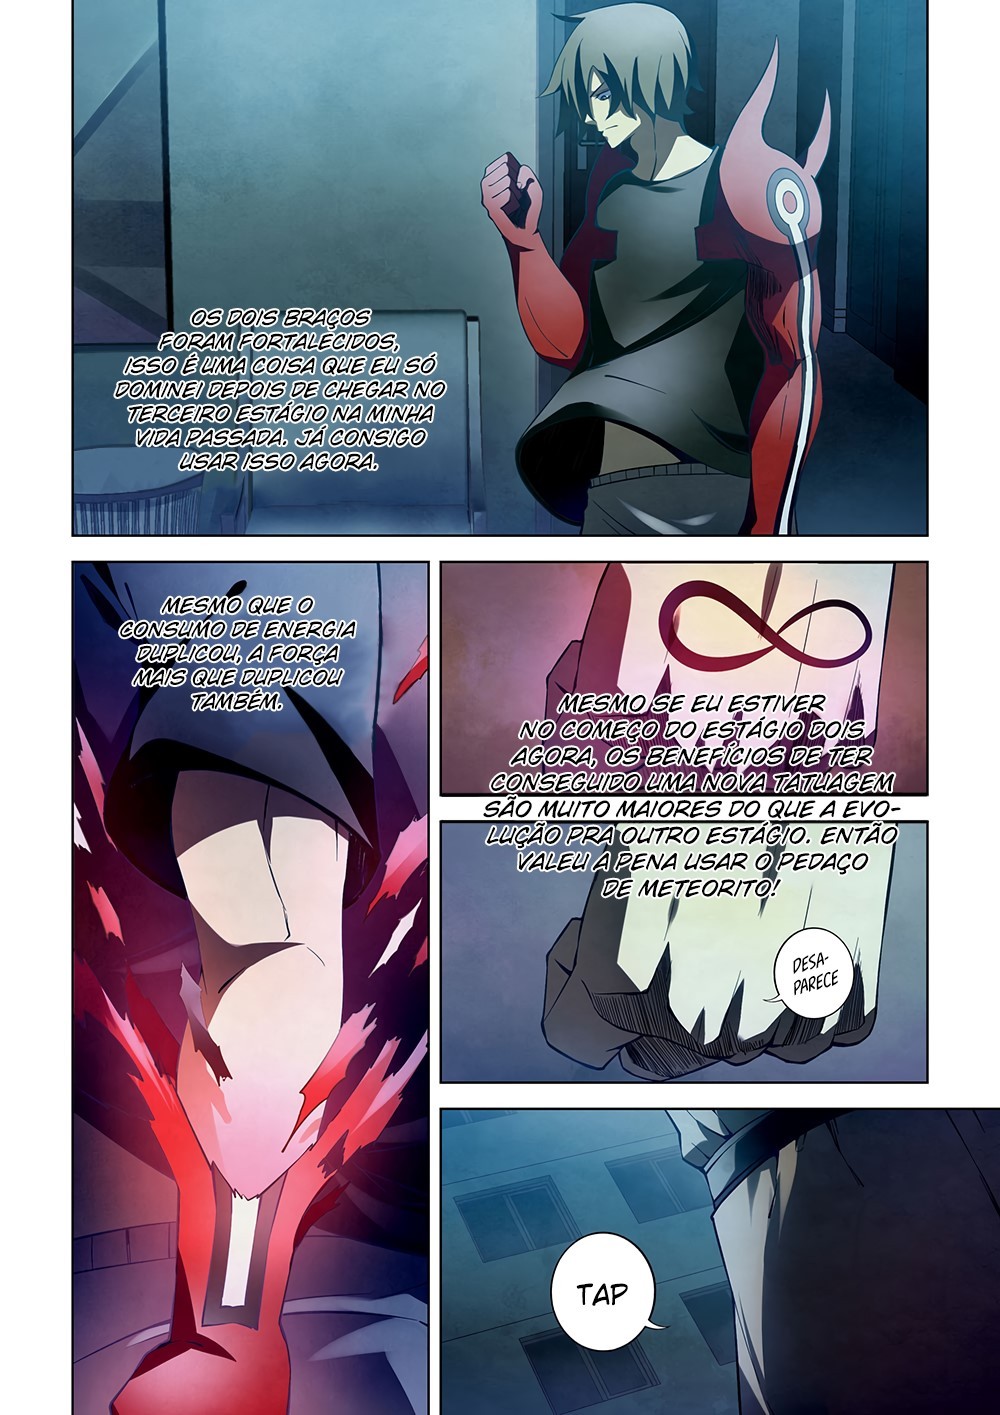 OS DOIS BRAÇOS
FORAM FORTALECIDOS,
ISSO É UMA COISA QUE EU SÓ
DOMINEI DEPOIS DE CHEGAR NO
TERCEIRO ESTÁGIO NA MINHA
VIDA PASSADA. JÁ CONSIGO
USAR ISSO AGORA.
MESMO QUE O
CONSUMO DE ENERGIA
DUPLICOU, A FORÇA
MAIS QUE DUPLICOU
TAMBÉM.
MESMO SE EU ESTIVER
NO COMEÇO DO ESTÁGIO DOIS
AGORA, OS BENEFÍCIOS DE TER
CONSEGUIDO UMA NOVA TATUAGEM
SÃO MUITO MAIORES DO QUE A EVO-
LUÇÃO PRA OUTRO ESTÁGIO. ENTÃO
VALEU A PENA USAR O PEDAÇO
DE METEORITO!
DESA-
PARECE
TAP